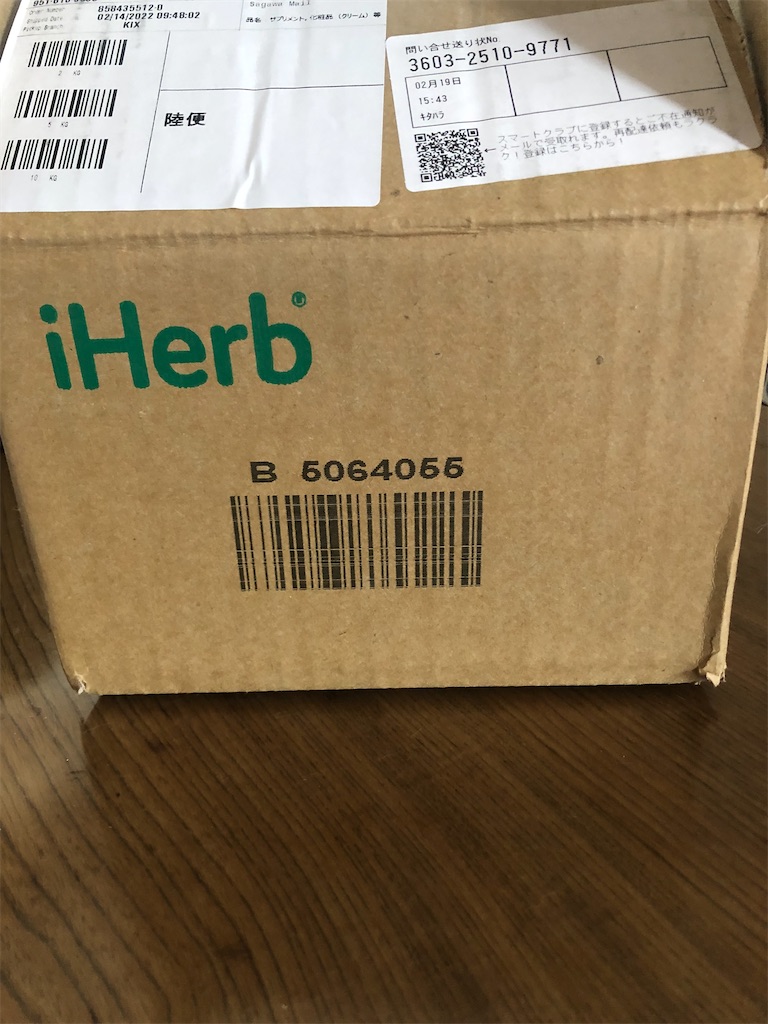 Order Number 858435512-0
Shipping Date 02/14/2022 09:48:02
KIX
2 KG
5 KG
10 KG
Sagawa Mail
品名 サプリメント。化粧品 (クリーム) 等
陸便
問い合せ送り状No.
3603-2510-9771
02月19日
15:43
キタハラ
スマートクラブに登録するとご不在通知が
メールで受取れます。再配達依頼もラクラ
ク!登録はこちらから!
iHerb
B 5064055